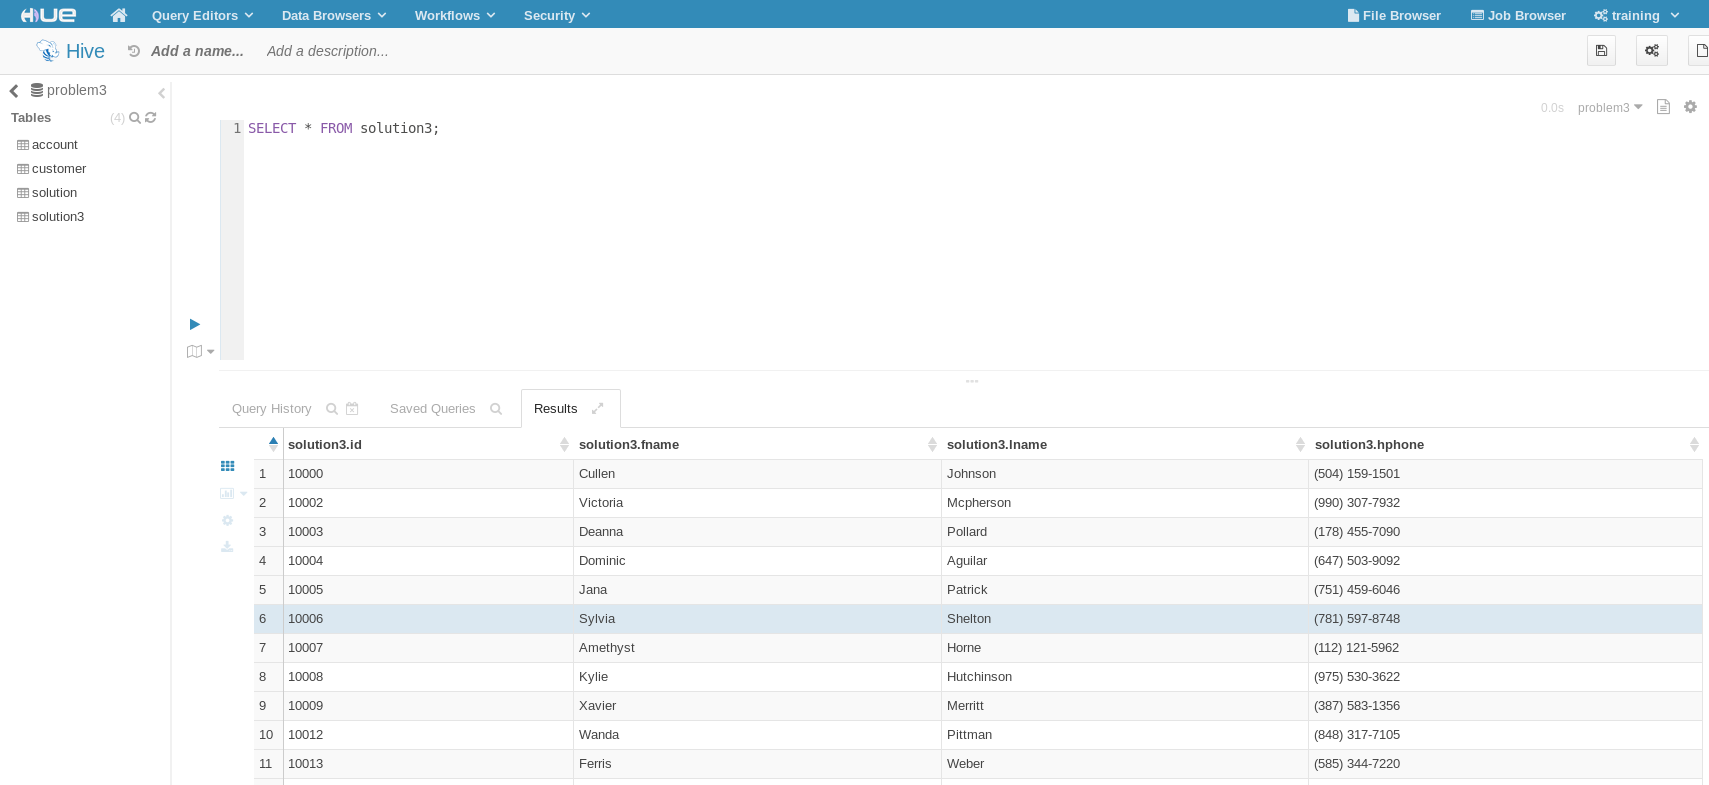 HUE Query Editors Data Browsers Workflows Security File Browser Job Browser training
Hive Add a name... Add a description...
problem3
Tables (4)
account
customer
solution
solution3
0.0s problem3
1 SELECT * FROM solution3;
Query History Saved Queries Results
solution3.id solution3.fname solution3.lname solution3.hphone
1 10000 Cullen Johnson (504) 159-1501
2 10002 Victoria Mcpherson (990) 307-7932
3 10003 Deanna Pollard (178) 455-7090
4 10004 Dominic Aguilar (647) 503-9092
5 10005 Jana Patrick (751) 459-6046
6 10006 Sylvia Shelton (781) 597-8748
7 10007 Amethyst Horne (112) 121-5962
8 10008 Kylie Hutchinson (975) 530-3622
9 10009 Xavier Merritt (387) 583-1356
10 10012 Wanda Pittman (848) 317-7105
11 10013 Ferris Weber (585) 344-7220